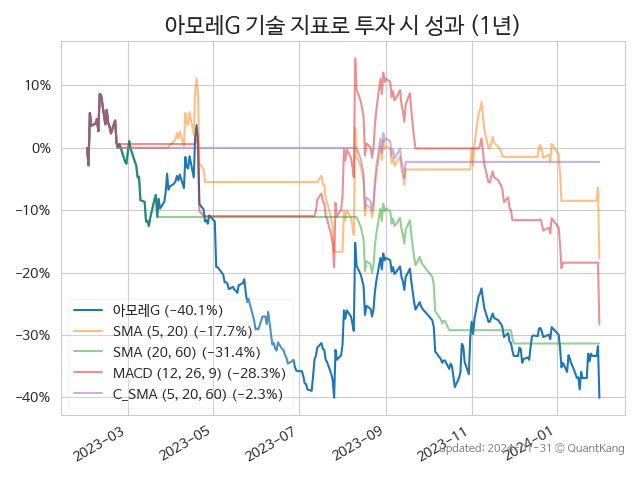 아모레G 기술 지표로 투자 시 성과 (1년)
10%
0%
−10%
−20%
−30%
−40%
아모레G (−40.1%)
SMA (5, 20) (−17.7%)
SMA (20, 60) (−31.4%)
MACD (12, 26, 9) (−28.3%)
C_SMA (5, 20, 60) (−2.3%)
2023−03
2023−05
2023−07
2023−09
2023−11
2024−01
updated: 2024−01−31 © QuantKang